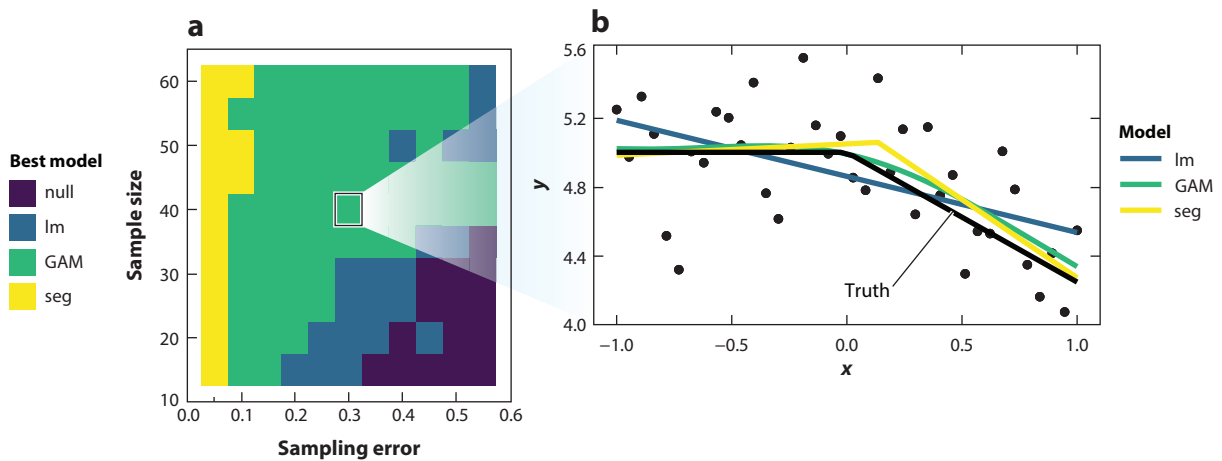 a
Best model
null
lm
GAM
seg
Sample size
60
50
40
30
20
10
0.0
0.1
0.2
0.3
0.4
0.5
0.6
Sampling error
b
y
5.6
5.2
4.8
4.4
4.0
Truth
−1.0
−0.5
0.0
0.5
1.0
x
Model
lm
GAM
seg